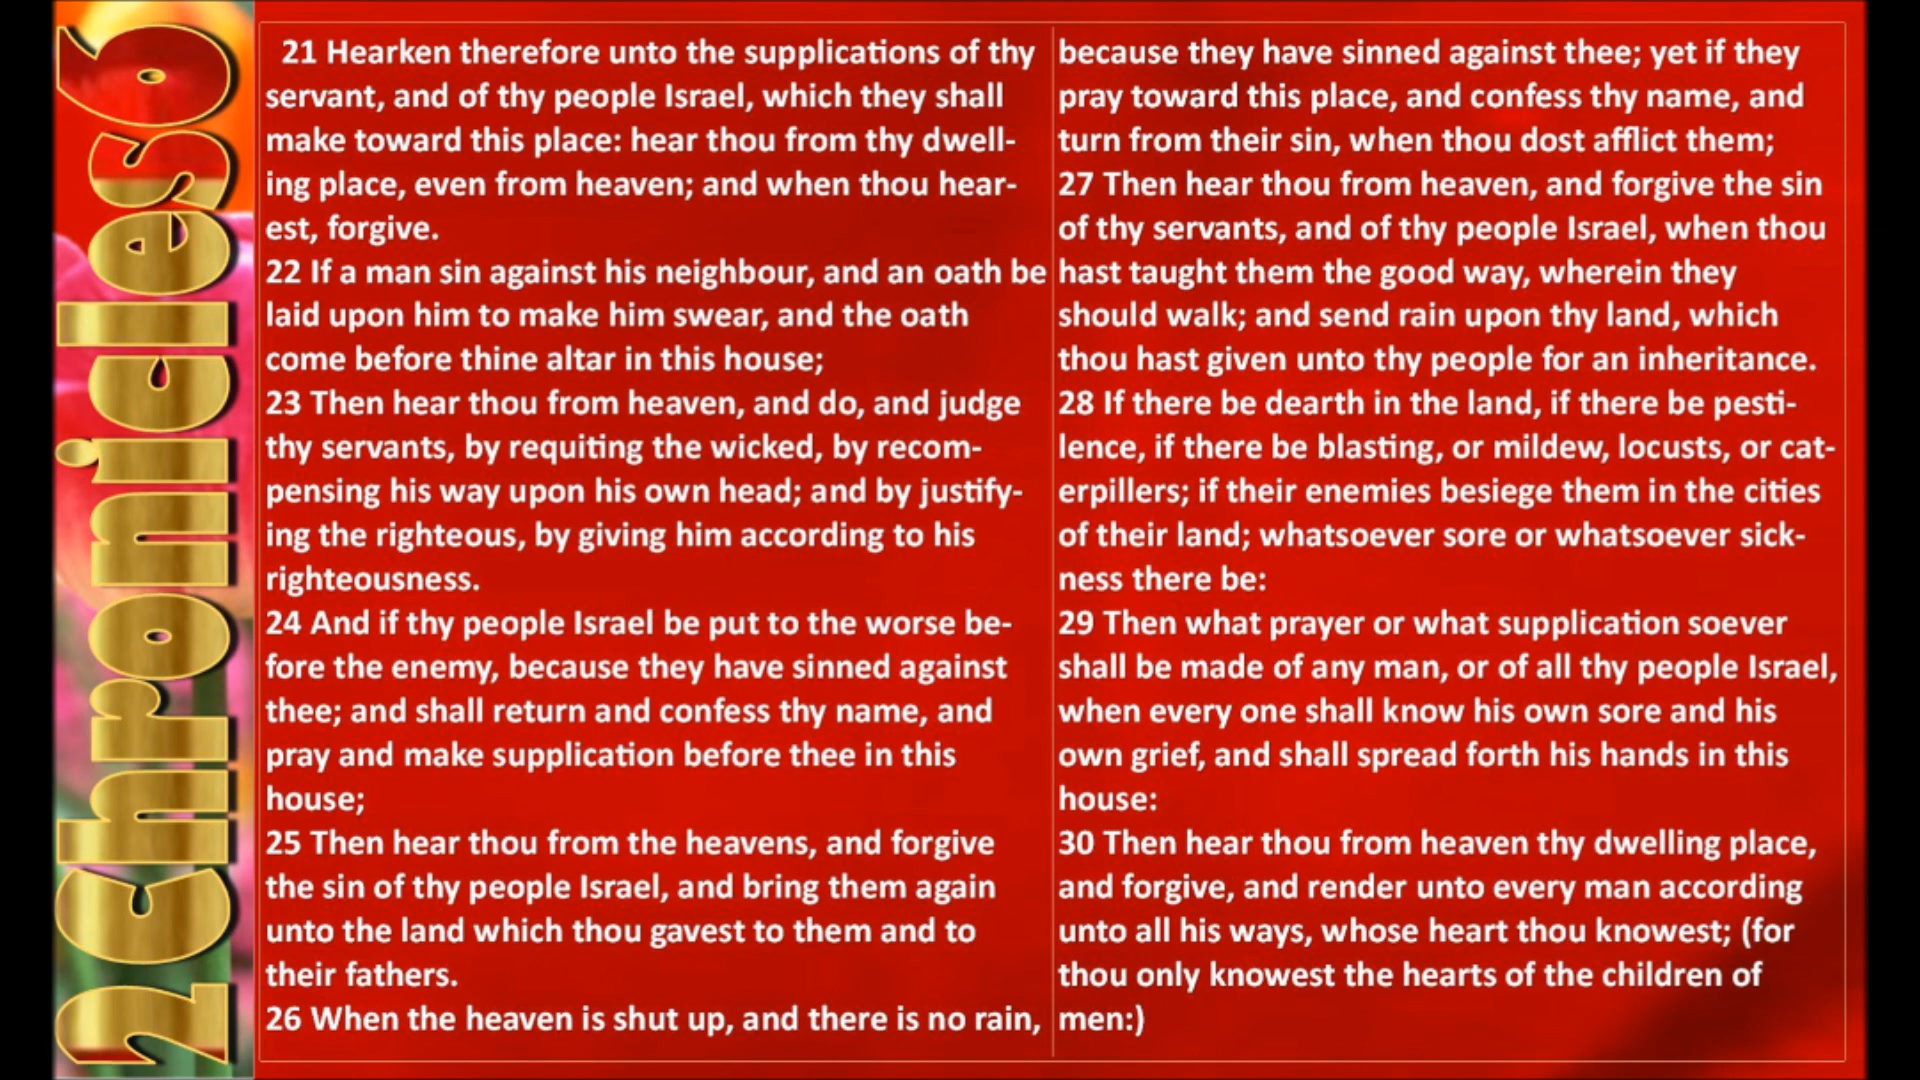 2 Chronicles 6
21 Hearken therefore unto the supplications of thy
servant, and of thy people Israel, which they shall
make toward this place: hear thou from thy dwell-
ing place, even from heaven; and when thou hear-
est, forgive.
22 If a man sin against his neighbour, and an oath be
laid upon him to make him swear, and the oath
come before thine altar in this house;
23 Then hear thou from heaven, and do, and judge
thy servants, by requiting the wicked, by recom-
pensing his way upon his own head; and by justify-
ing the righteous, by giving him according to his
righteousness.
24 And if thy people Israel be put to the worse be-
fore the enemy, because they have sinned against
thee; and shall return and confess thy name, and
pray and make supplication before thee in this
house;
25 Then hear thou from the heavens, and forgive
the sin of thy people Israel, and bring them again
unto the land which thou gavest to them and to
their fathers.
26 When the heaven is shut up, and there is no rain,
because they have sinned against thee; yet if they
pray toward this place, and confess thy name, and
turn from their sin, when thou dost afflict them;
27 Then hear thou from heaven, and forgive the sin
of thy servants, and of thy people Israel, when thou
hast taught them the good way, wherein they
should walk; and send rain upon thy land, which
thou hast given unto thy people for an inheritance.
28 If there be dearth in the land, if there be pesti-
lence, if there be blasting, or mildew, locusts, or cat-
erpillers; if their enemies besiege them in the cities
of their land; whatsoever sore or whatsoever sick-
ness there be:
29 Then what prayer or what supplication soever
shall be made of any man, or of all thy people Israel,
when every one shall know his own sore and his
own grief, and shall spread forth his hands in this
house:
30 Then hear thou from heaven thy dwelling place,
and forgive, and render unto every man according
unto all his ways, whose heart thou knowest; (for
thou only knowest the hearts of the children of
men:)